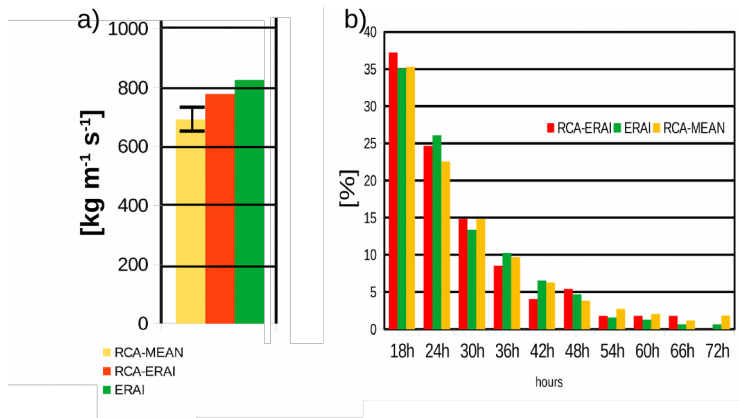 a)
1000
800
600
400
200
0
[kg m⁻¹ s⁻¹]
RCA-MEAN
RCA-ERAI
ERAI
b)
40
35
30
25
20
15
10
5
0
[%]
RCA-ERAI ERAI RCA-MEAN
18h 24h 30h 36h 42h 48h 54h 60h 66h 72h
hours